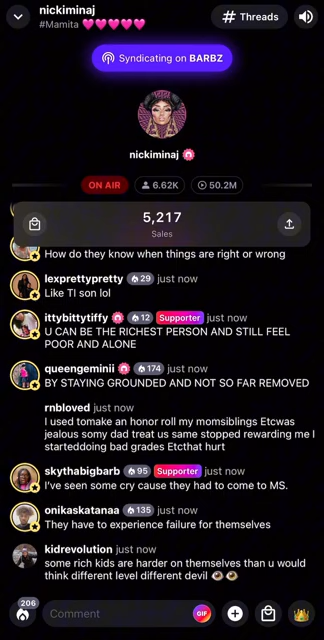 nickiminaj
#Mamita 💗💗💗💗💗
# Threads
Syndicating on BARBZ
nickiminaj
ON AIR
6.62K
50.2M
5,217
Sales
How do they know when things are right or wrong
lexprettypretty 29 just now
Like TI son lol
ittybittytiffy 12 Supporter just now
U CAN BE THE RICHEST PERSON AND STILL FEEL
POOR AND ALONE
queengeminii 174 just now
BY STAYING GROUNDED AND NOT SO FAR REMOVED
rnbloved just now
I used tomake an honor roll my momsiblings Etcwas
jealous somy dad treat us same stopped rewarding me I
starteddoing bad grades Etcthat hurt
skythabigbarb 95 Supporter just now
I've seen some cry cause they had to come to MS.
onikaskatanaa 135 just now
They have to experience failure for themselves
kidrevolution just now
some rich kids are harder on themselves than u would
think different level different devil 👁️👁️
206
Comment
GIF